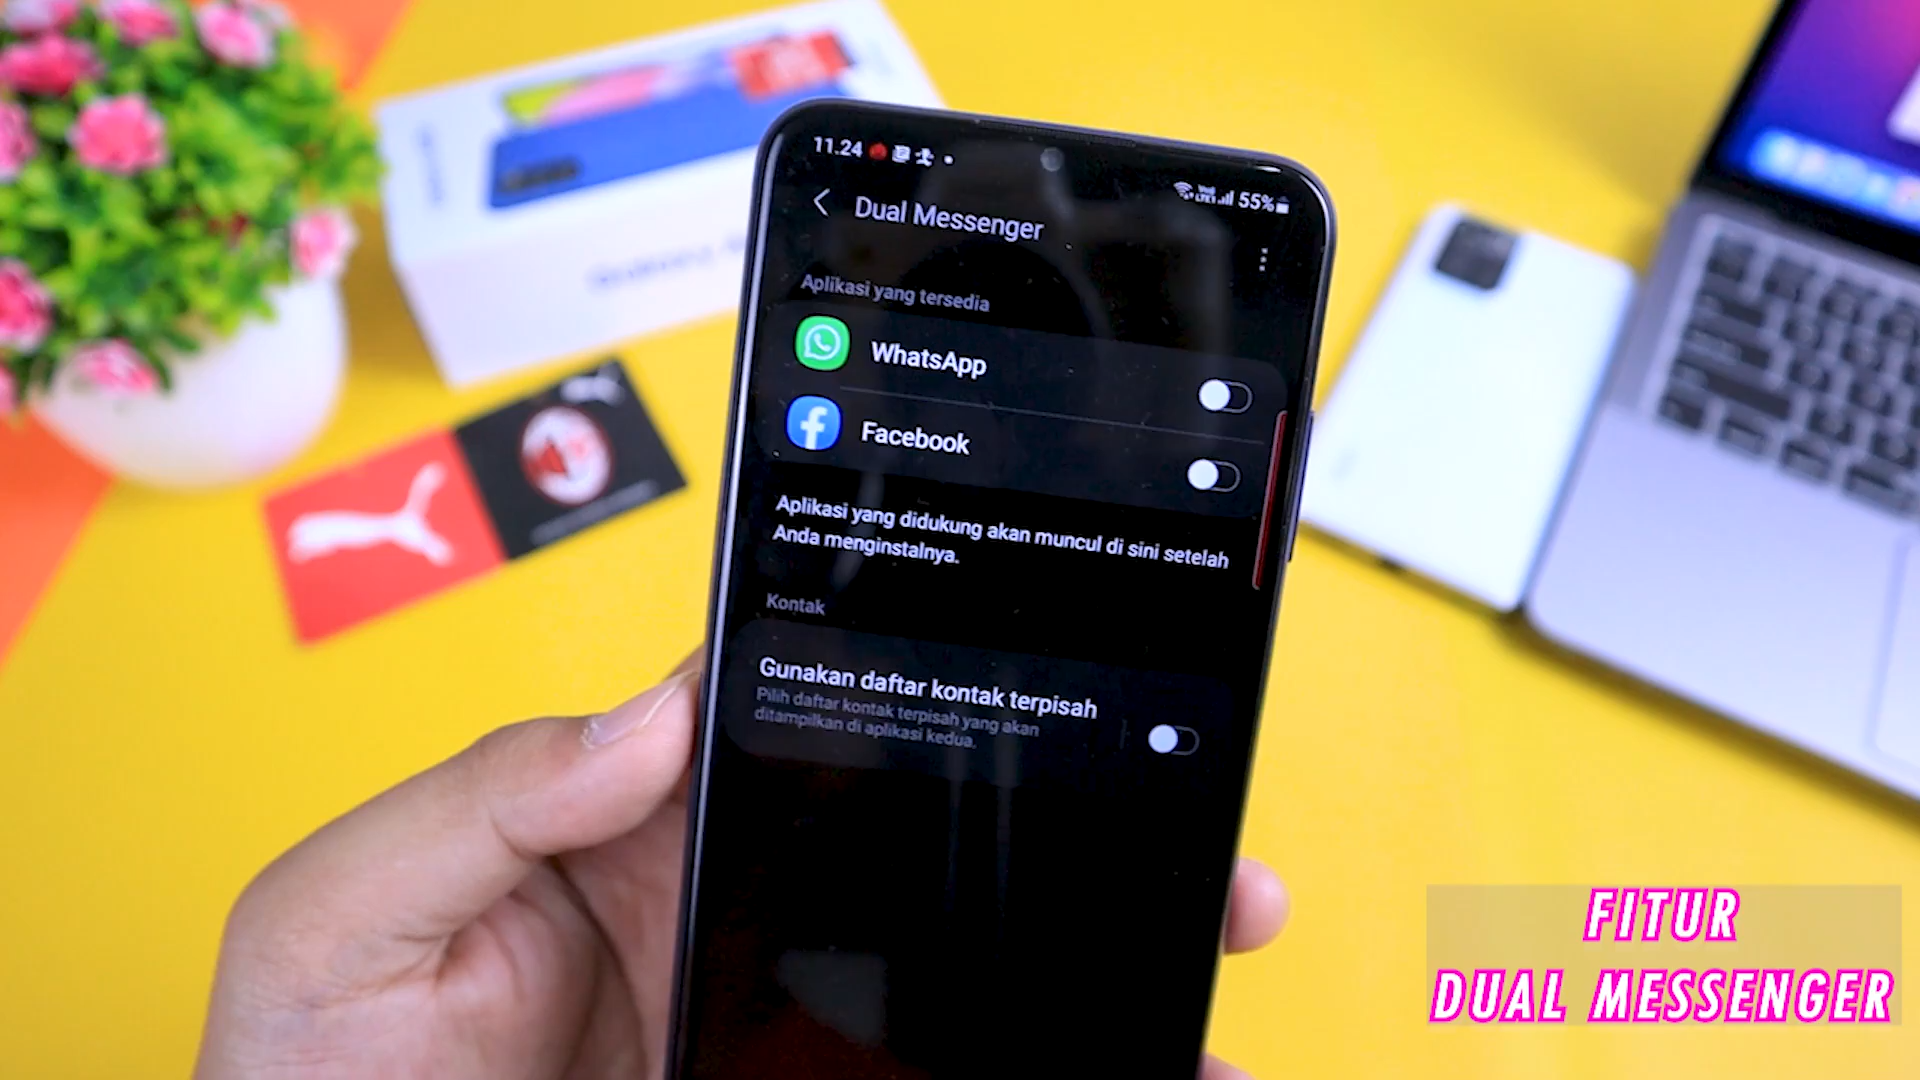 11.24
55%
Dual Messenger
Aplikasi yang tersedia
WhatsApp
Facebook
Aplikasi yang didukung akan muncul di sini setelah
Anda menginstalnya.
Kontak
Gunakan daftar kontak terpisah
Pilih daftar kontak terpisah yang akan
ditampilkan di aplikasi kedua.
FITUR
DUAL MESSENGER